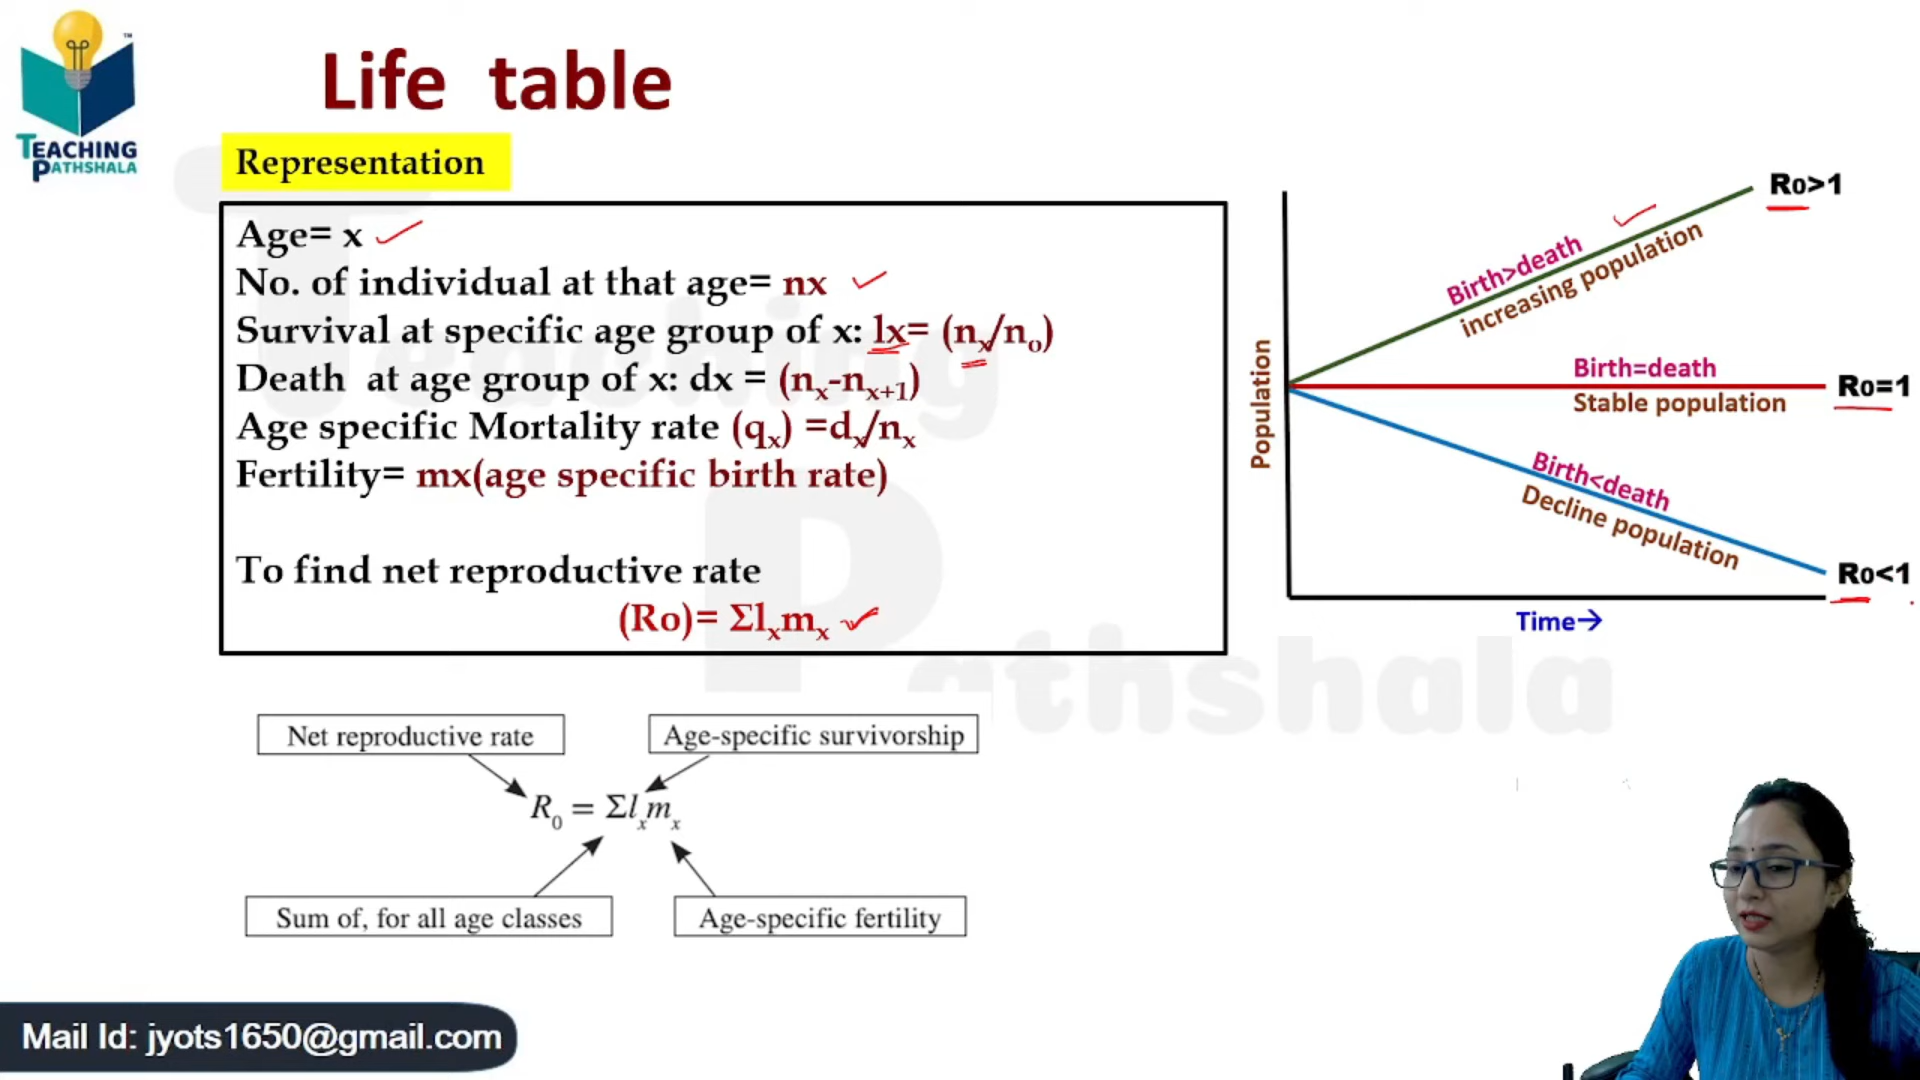 Life table
TEACHING
PATHSHALA
TM
Representation
Age= x
No. of individual at that age= nx
Survival at specific age group of x: lx= (nx/no)
Death at age group of x: dx = (nx-nx+1)
Age specific Mortality rate (qx) =dx/nx
Fertility= mx(age specific birth rate)
To find net reproductive rate
(Ro)= Σlxmx
Population
Ro>1
Birth>death
increasing population
Birth=death
Ro=1
Stable population
Birth<death
Decline population
Ro<1
Time→
Teaching
Pathshala
Net reproductive rate
Age-specific survivorship
R0 = Σlxmx
Sum of, for all age classes
Age-specific fertility
Mail Id: jyots1650@gmail.com